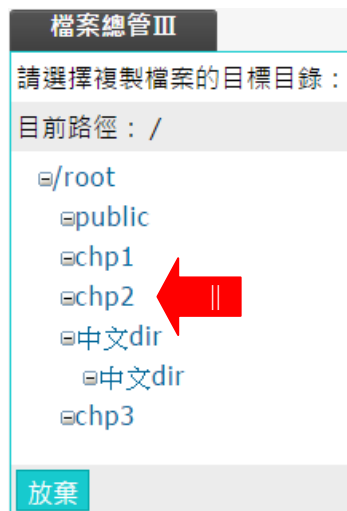 檔案總管III
請選擇複製檔案的目標目錄：
目前路徑：/
/root
public
chp1
chp2
||
中文dir
中文dir
chp3
放棄